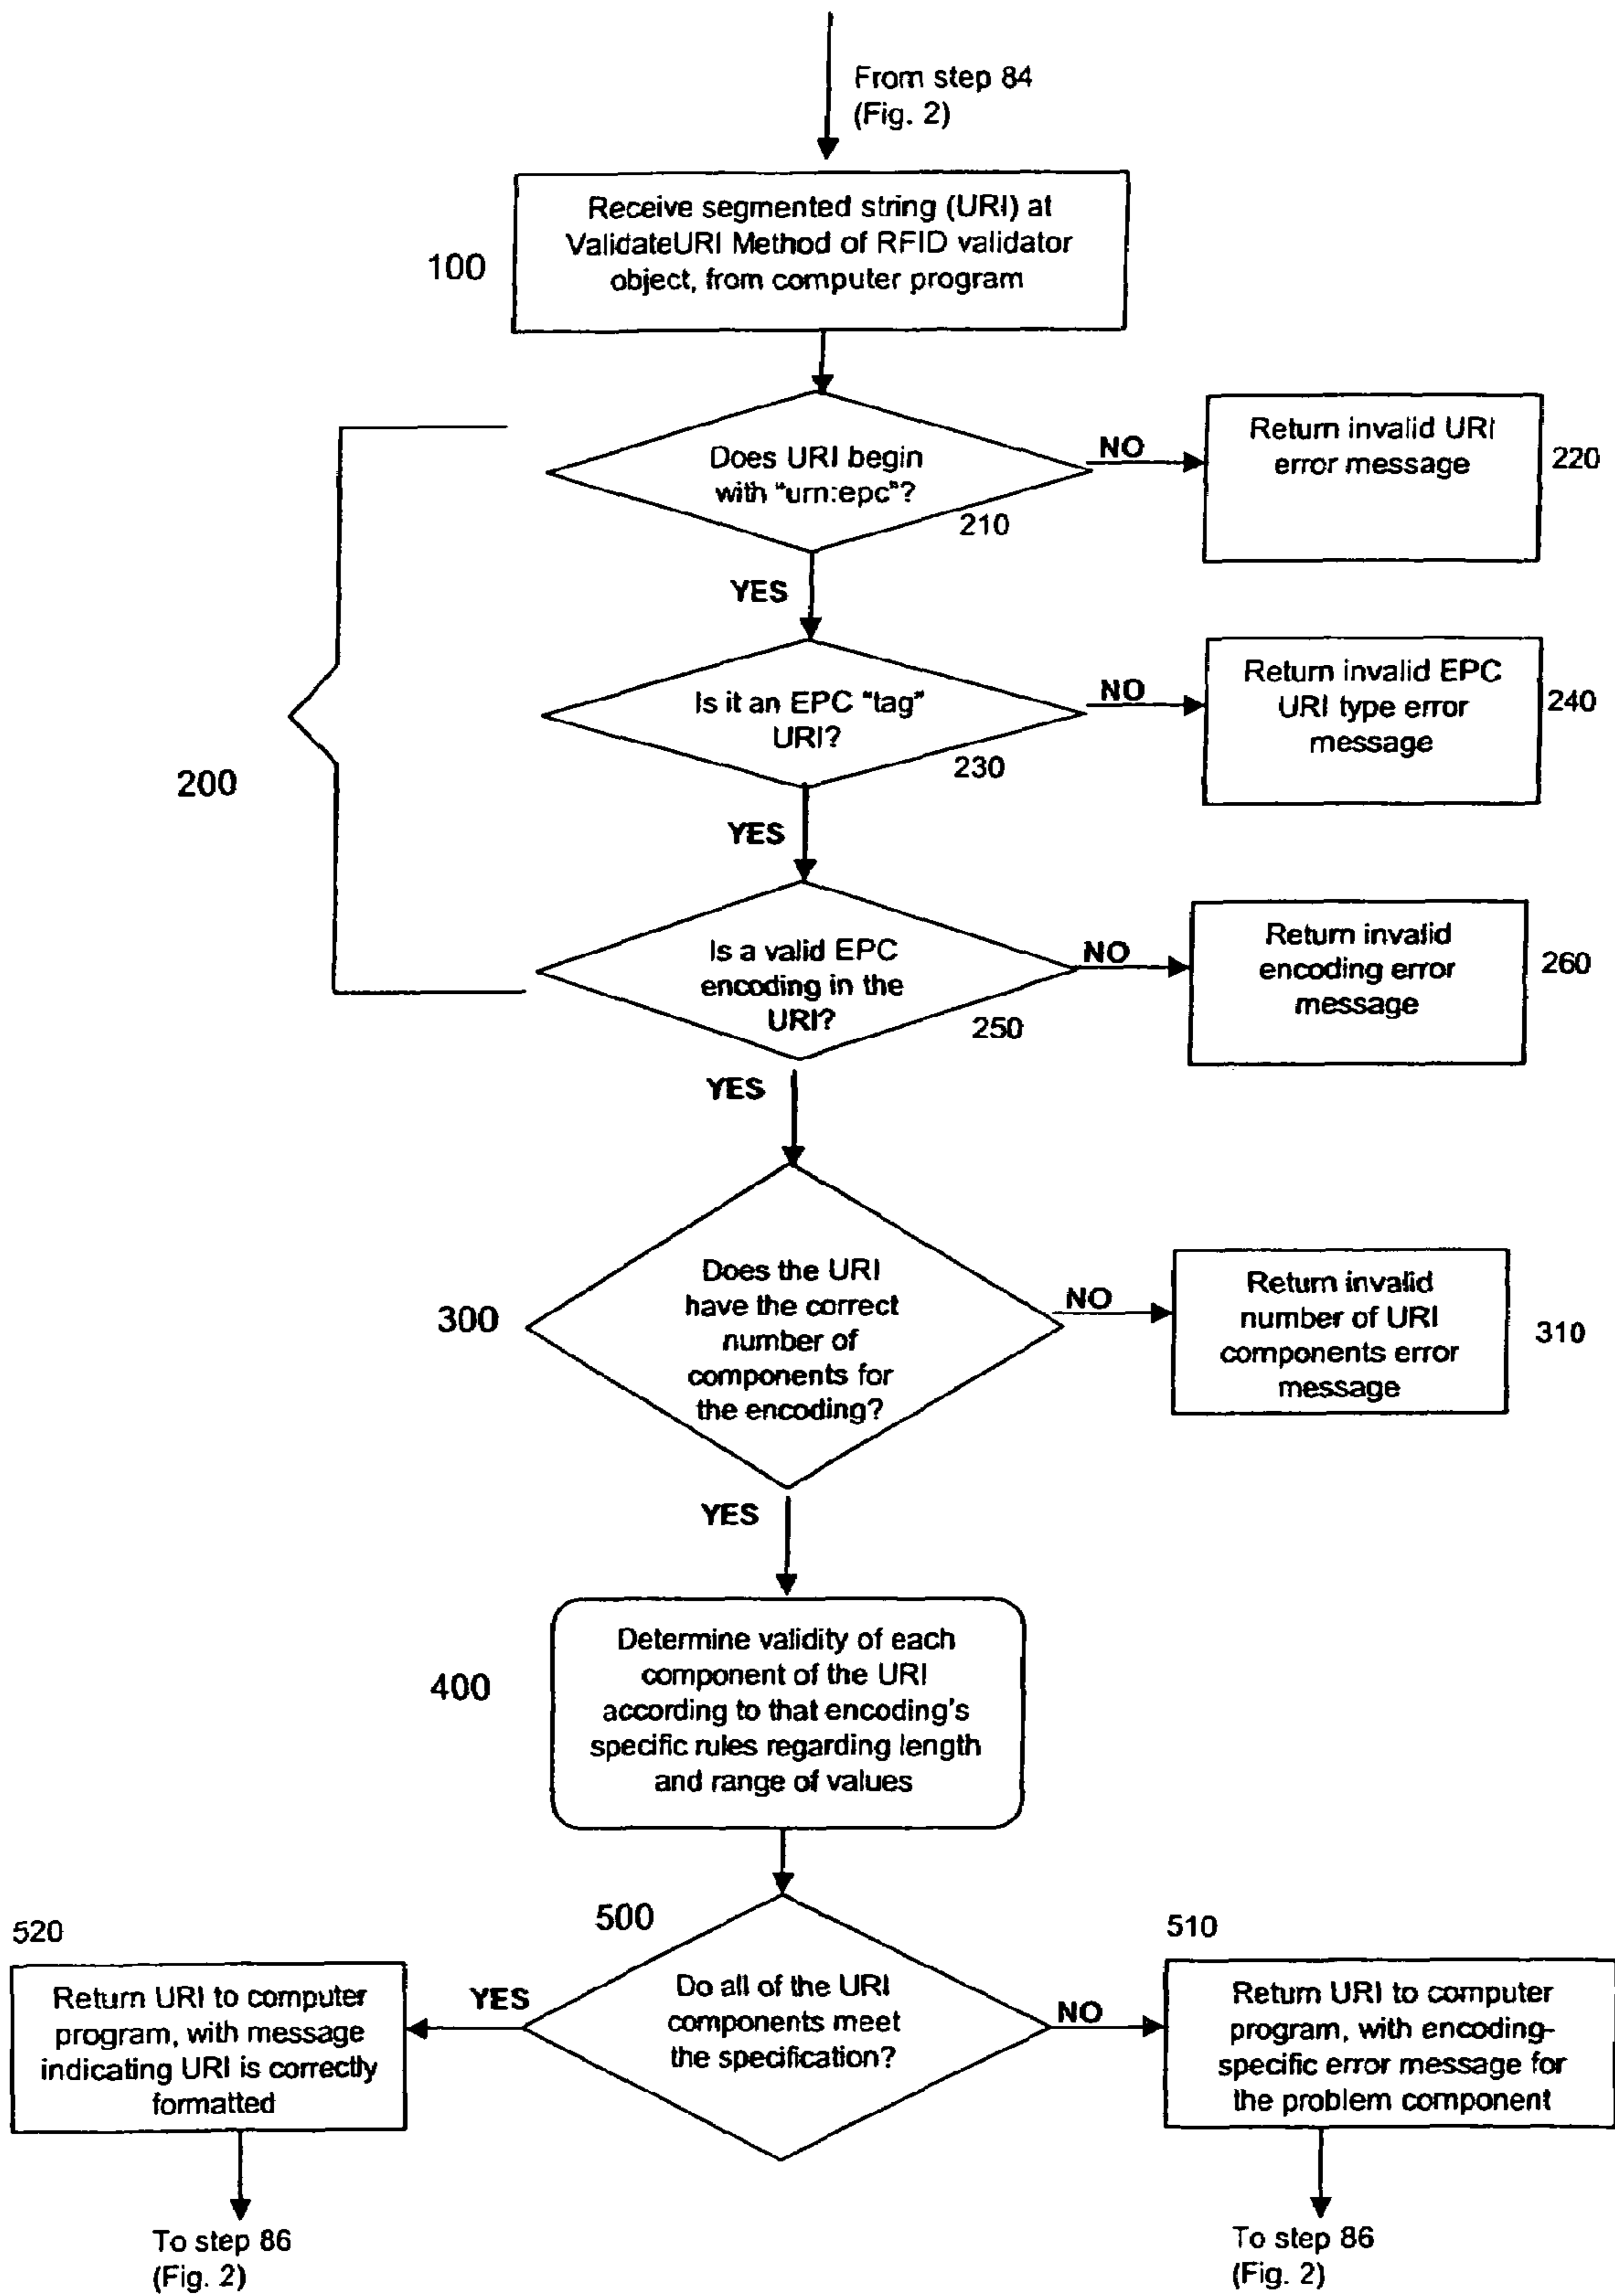 From step 84
(Fig. 2)
Receive segmented string (URI) at
ValidateURI Method of RFID validator
object, from computer program
100
Does URI begin
with "urn:epc"?
210
NO
Return invalid URI
error message
220
YES
Is it an EPC "tag"
URI?
230
NO
Return invalid EPC
URI type error
message
240
200
YES
Is a valid EPC
encoding in the
URI?
250
NO
Return invalid
encoding error
message
260
YES
300
Does the URI
have the correct
number of
components for
the encoding?
NO
Return invalid
number of URI
components error
message
310
YES
400
Determine validity of each
component of the URI
according to that encoding's
specific rules regarding length
and range of values
500
Do all of the URI
components meet
the specification?
YES
520
Return URI to computer
program, with message
indicating URI is correctly
formatted
To step 86
(Fig. 2)
NO
510
Return URI to computer
program, with encoding-
specific error message for
the problem component
To step 86
(Fig. 2)